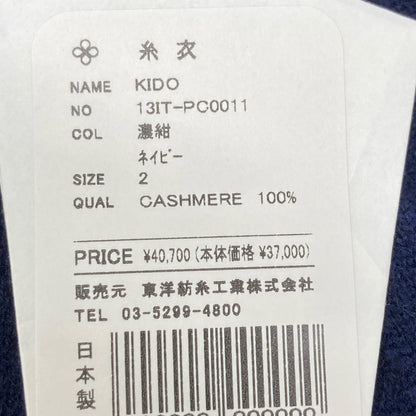 糸衣
NAME KIDO
NO 13IT-PC0011
COL 濃紺
ネイビー
SIZE 2
QUAL CASHMERE 100%
PRICE ¥40,700(本体価格 ¥37,000)
販売元 東洋紡糸工業株式会社
TEL 03-5299-4800
日本製